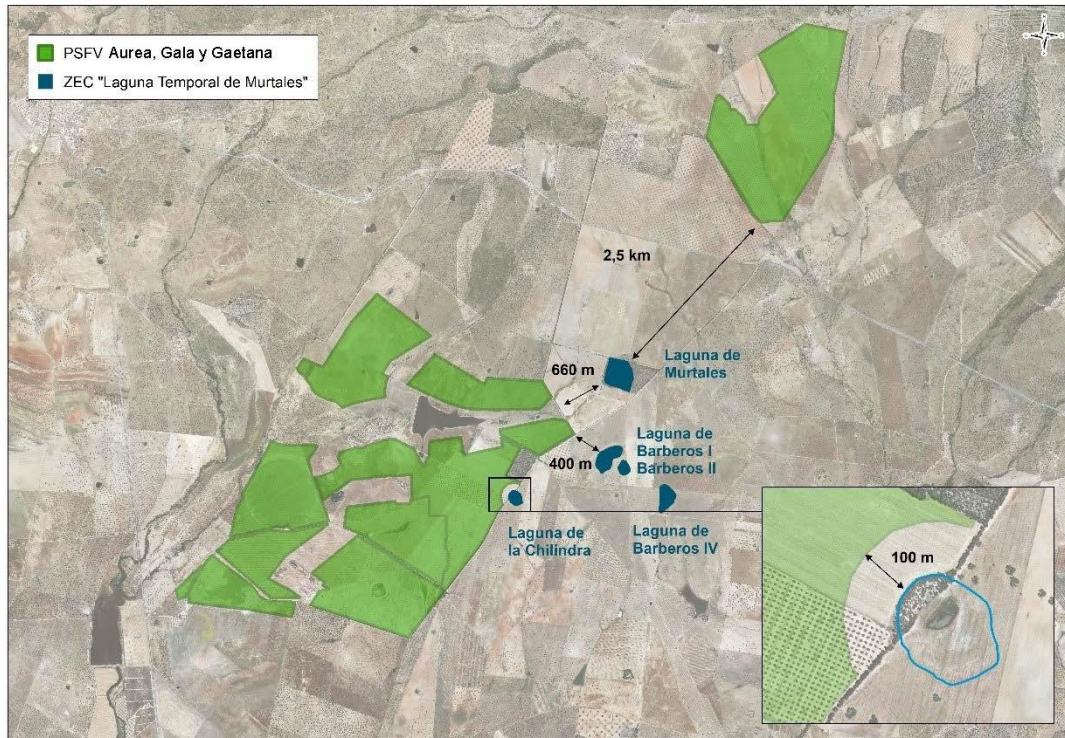 PSFV Aurea, Gala y Gaetana
ZEC "Laguna Temporal de Murtales"
2,5 km
660 m
Laguna de
Murtales
400 m
Laguna de
Barberos I
Barberos II
Laguna de
la Chilindra
Laguna de
Barberos IV
100 m